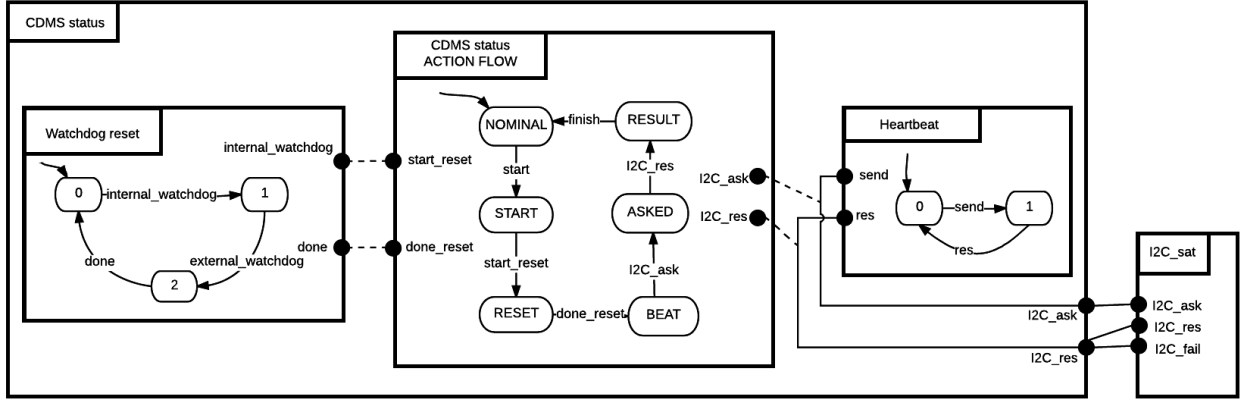 CDMS status
CDMS status
ACTION FLOW
Watchdog reset
internal_watchdog
done
0
internal_watchdog
1
done
external_watchdog
2
start_reset
done_reset
NOMINAL
finish
RESULT
start
I2C_res
START
ASKED
start_reset
I2C_ask
RESET
done_reset
BEAT
I2C_ask
I2C_res
Heartbeat
send
res
0
send
1
res
I2C_ask
I2C_res
I2C_sat
I2C_ask
I2C_res
I2C_fail